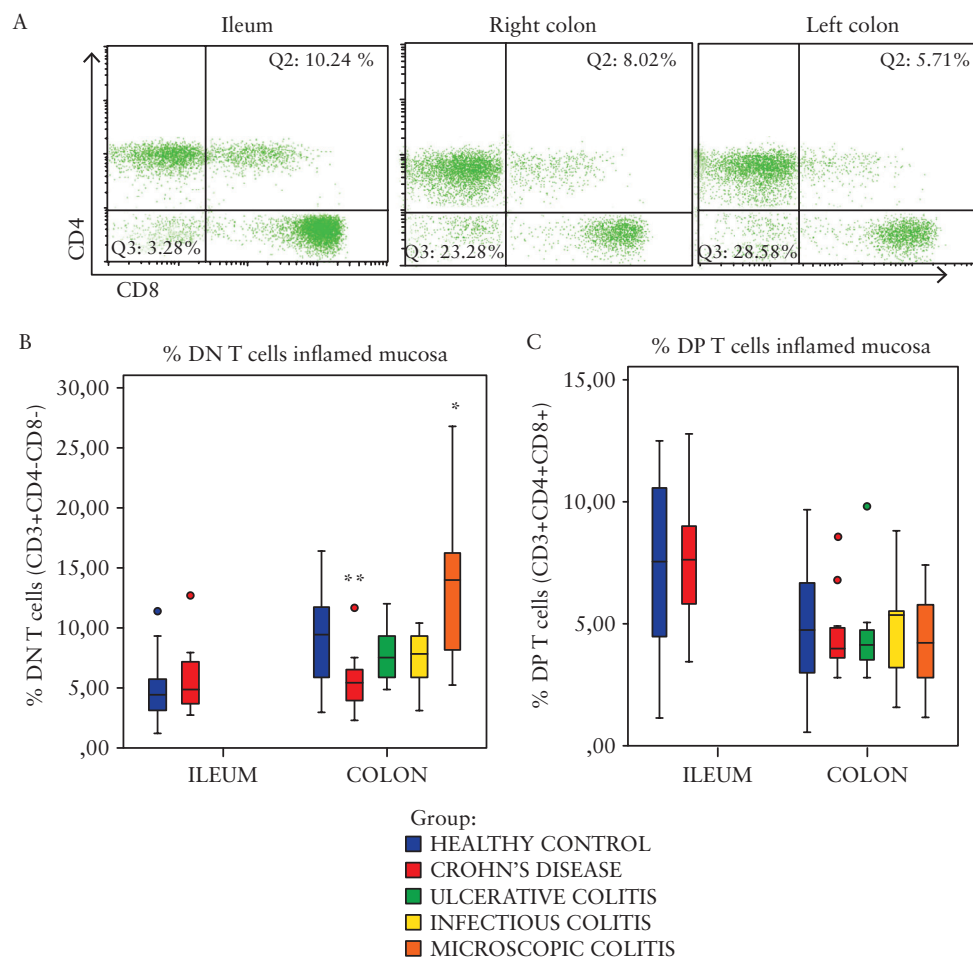 A
Ileum
Right colon
Left colon
Q2: 10.24 %
Q2: 8.02%
Q2: 5.71%
CD4
Q3: 3.28%
Q3: 23.28%
Q3: 28.58%
CD8
B
% DN T cells inflamed mucosa
% DN T cells (CD3+CD4-CD8-)
30,00
25,00
20,00
15,00
10,00
5,00
,00
*
**
ILEUM
COLON
C
% DP T cells inflamed mucosa
% DP T cells (CD3+CD4+CD8+)
15,00
10,00
5,00
,00
ILEUM
COLON
Group:
HEALTHY CONTROL
CROHN'S DISEASE
ULCERATIVE COLITIS
INFECTIOUS COLITIS
MICROSCOPIC COLITIS